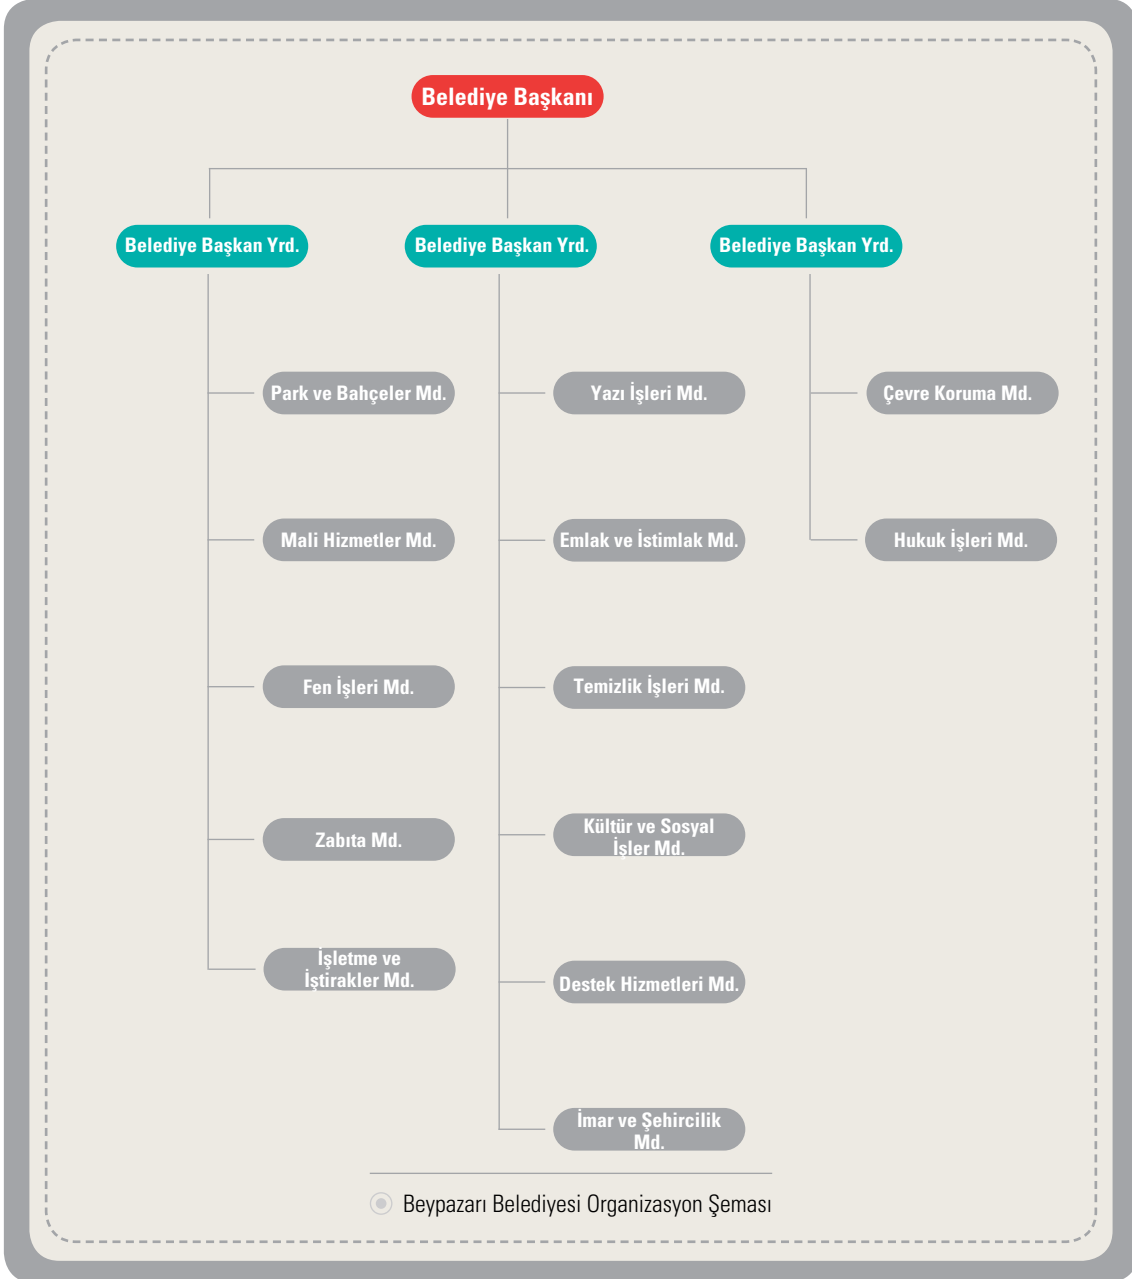 Belediye Başkanı
Belediye Başkan Yrd.
Belediye Başkan Yrd.
Belediye Başkan Yrd.
Park ve Bahçeler Md.
Yazı İşleri Md.
Çevre Koruma Md.
Mali Hizmetler Md.
Emlak ve İstimlak Md.
Hukuk İşleri Md.
Fen İşleri Md.
Temizlik İşleri Md.
Zabıta Md.
Kültür ve Sosyal
İşler Md.
İşletme ve
İştirakler Md.
Destek Hizmetleri Md.
İmar ve Şehircilik
Md.
Beypazarı Belediyesi Organizasyon Şeması